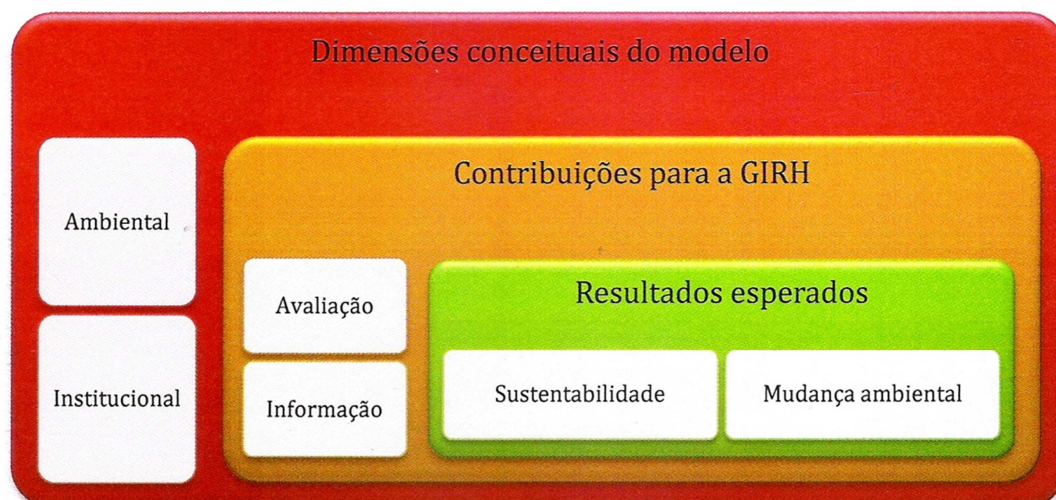 Dimensões conceituais do modelo
Ambiental
Institucional
Contribuições para a GIRH
Avaliação
Informação
Resultados esperados
Sustentabilidade
Mudança ambiental